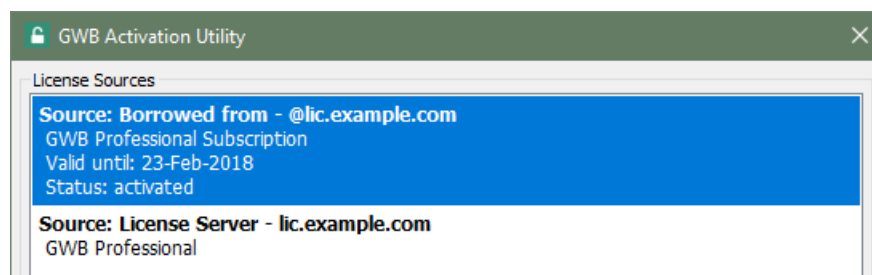 GWB Activation Utility
License Sources
Source: Borrowed from - @lic.example.com
GWB Professional Subscription
Valid until: 23-Feb-2018
Status: activated
Source: License Server - lic.example.com
GWB Professional